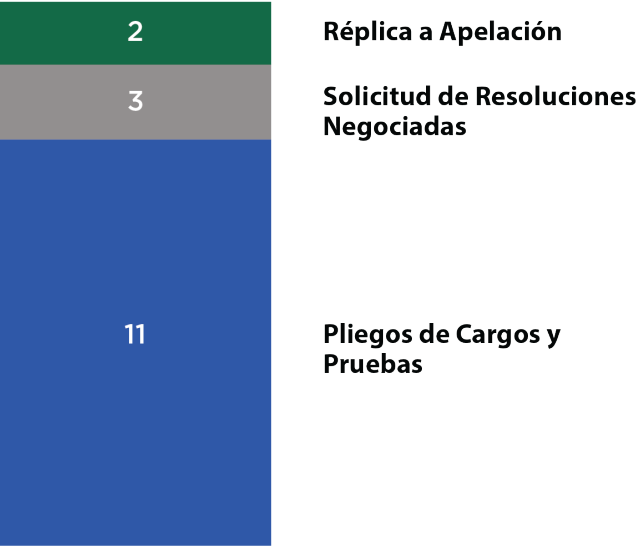 2
Réplica a Apelación
3
Solicitud de Resoluciones
Negociadas
11
Pliegos de Cargos y
Pruebas